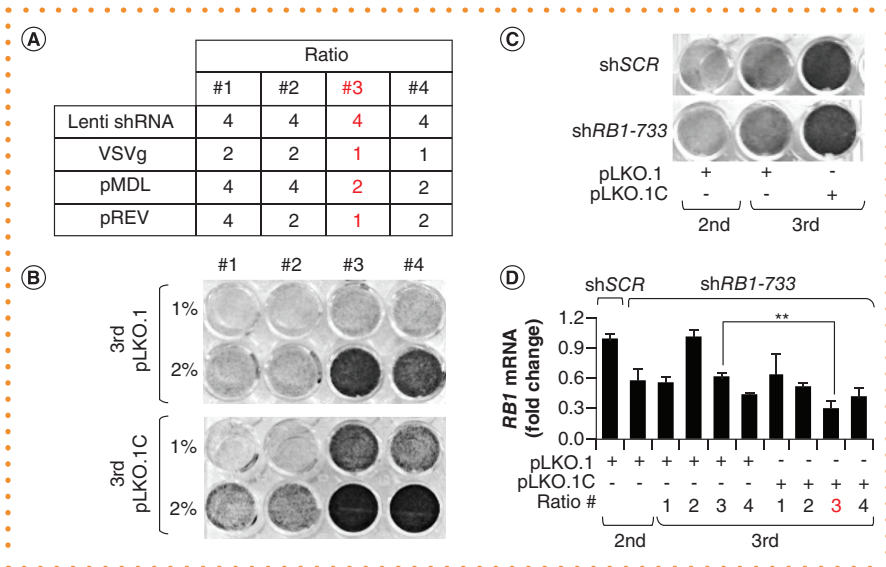 A
Ratio
#1 #2 #3 #4
Lenti shRNA 4 4 4 4
VSVg 2 2 1 1
pMDL 4 4 2 2
pREV 4 2 1 2
B
#1 #2 #3 #4
3rd pLKO.1
1%
2%
3rd pLKO.1C
1%
2%
C
shSCR
shRB1-733
pLKO.1 + + -
pLKO.1C - - +
2nd 3rd
D
shSCR shRB1-733
RB1 mRNA
(fold change)
1.2
0.9
0.6
0.3
0.0
**
pLKO.1 + + + + + + - - - -
pLKO.1C - - - - - - + + + +
Ratio # 1 2 3 4 1 2 3 4
2nd 3rd